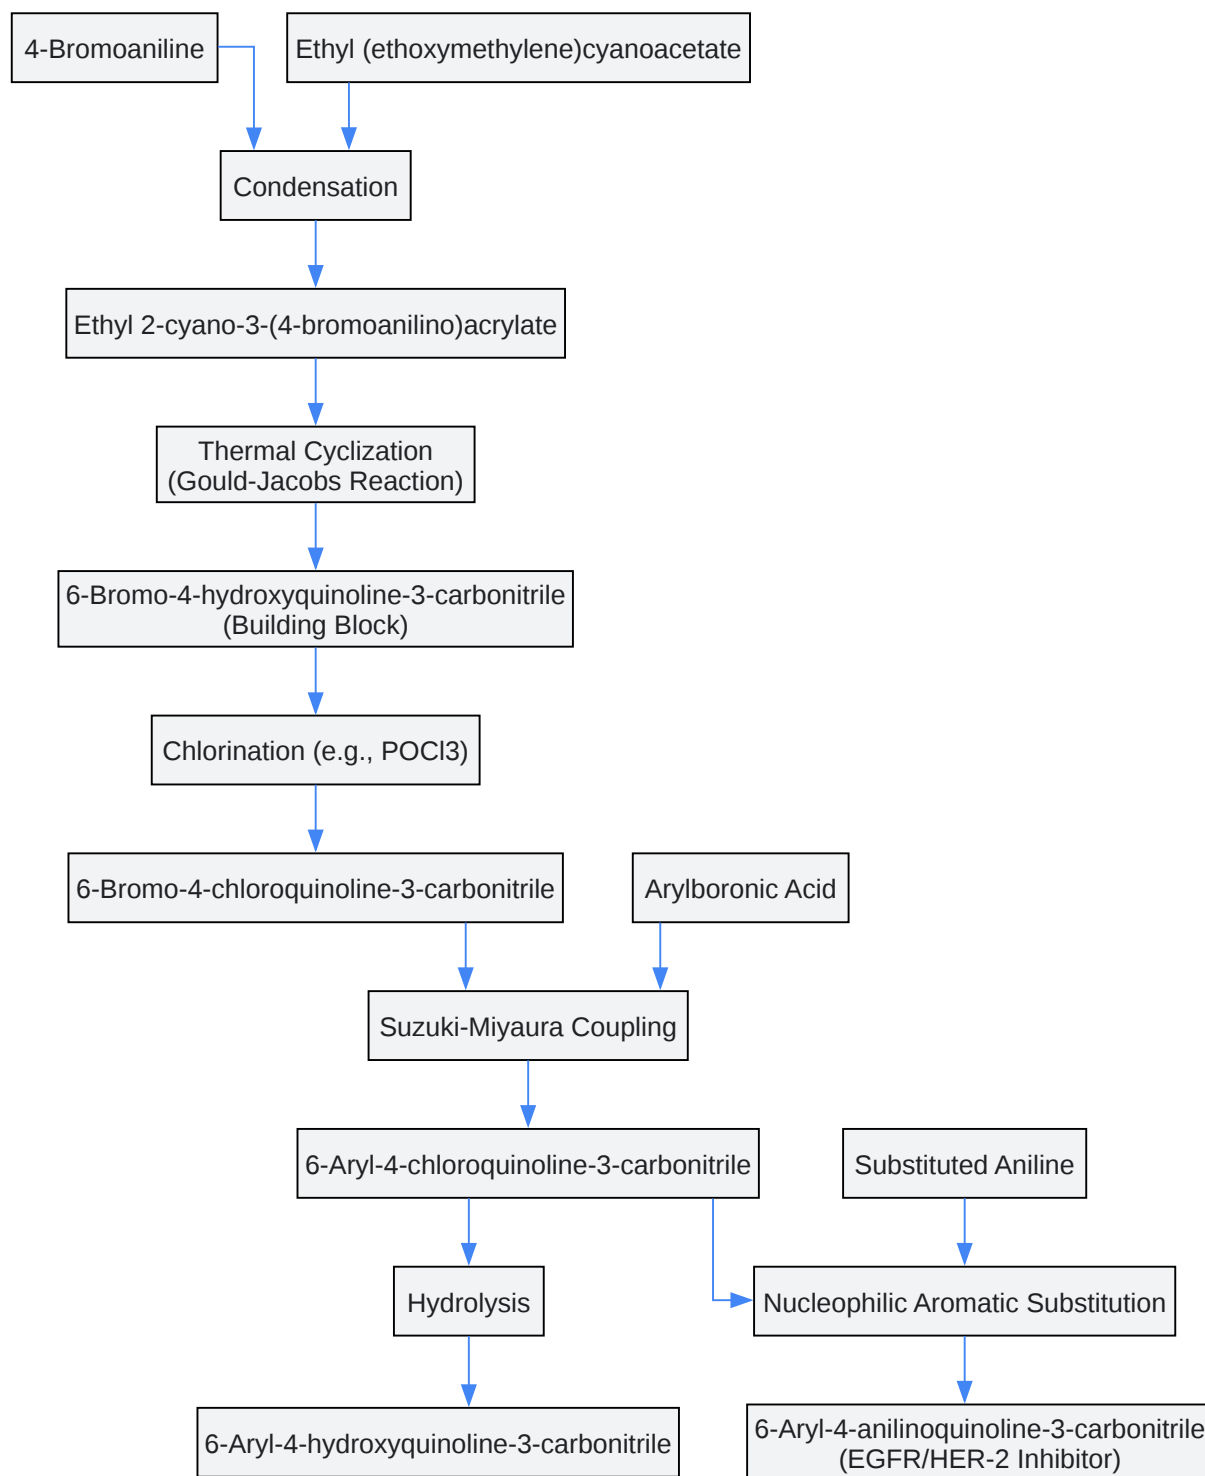 4-Bromoaniline
Ethyl (ethoxymethylene)cyanoacetate
Condensation
Ethyl 2-cyano-3-(4-bromoanilino)acrylate
Thermal Cyclization
(Gould-Jacobs Reaction)
6-Bromo-4-hydroxyquinoline-3-carbonitrile
(Building Block)
Chlorination (e.g., POCl3)
6-Bromo-4-chloroquinoline-3-carbonitrile
Arylboronic Acid
Suzuki-Miyaura Coupling
6-Aryl-4-chloroquinoline-3-carbonitrile
Substituted Aniline
Hydrolysis
Nucleophilic Aromatic Substitution
6-Aryl-4-hydroxyquinoline-3-carbonitrile
6-Aryl-4-anilinoquinoline-3-carbonitrile
(EGFR/HER-2 Inhibitor)